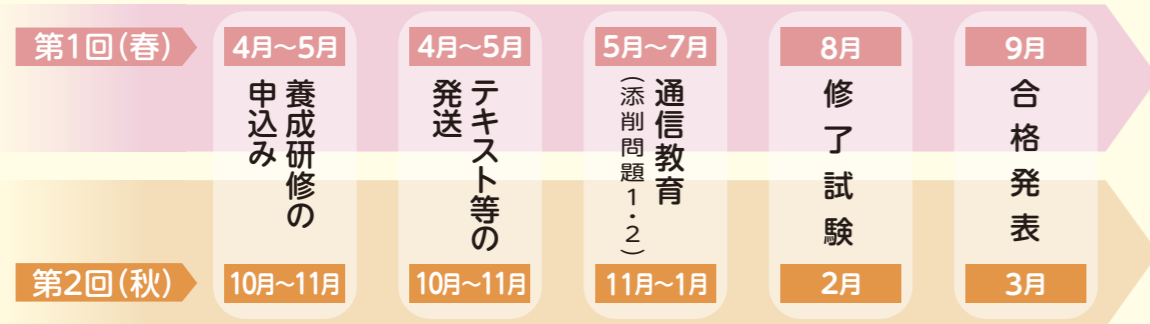 第1回(春)
4月～5月
4月～5月
5月～7月
8月
9月
養成研修の
申込み
テキスト等の
発送
通信教育
(添削問題1・2)
修了試験
合格発表
第2回(秋)
10月～11月
10月～11月
11月～1月
2月
3月